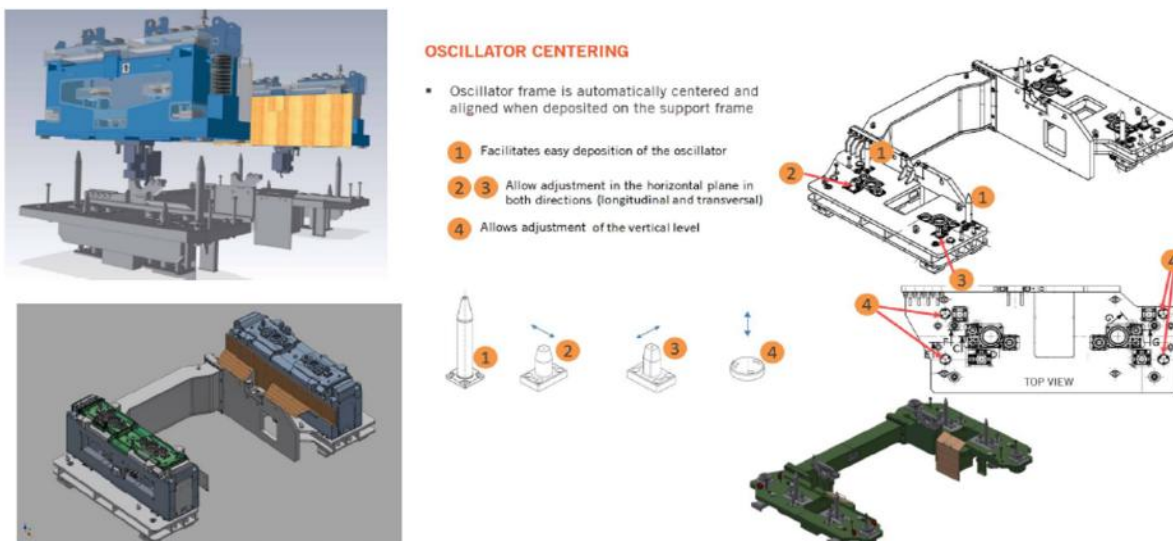 OSCILLATOR CENTERING
▪ Oscillator frame is automatically centered and
aligned when deposited on the support frame
1 Facilitates easy deposition of the oscillator
2 3 Allow adjustment in the horizontal plane in
both directions (longitudinal and transversal)
4 Allows adjustment of the vertical level
1
2
3
4
1
2
1
3
4
4
TOP VIEW